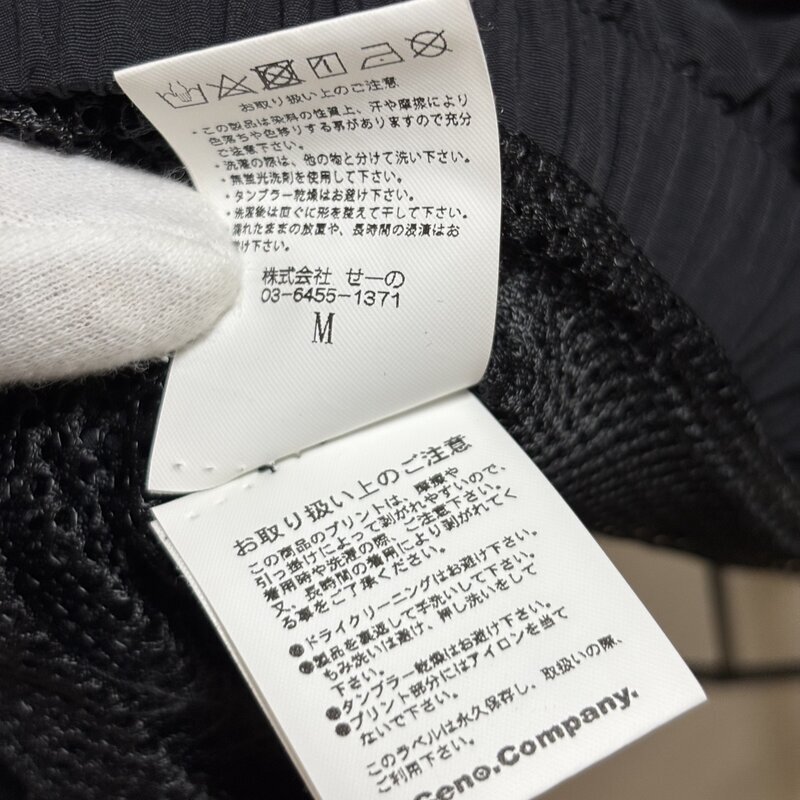 お取り扱い上のご注意
・この製品は染料の性質上、汗や摩擦により
色落ちや色移りする事がありますので充分
ご注意下さい。
・洗濯の際は、他の物と分けて洗い下さい。
・無蛍光洗剤を使用して下さい。
・タンブラー乾燥はお避け下さい。
・洗濯後は直ぐに形を整えて干して下さい。
濡れたままの放置や、長時間の浸漬はお
避け下さい。
株式会社 せーの
03-6455-1371
M
お取り扱い上のご注意
この商品のプリントは、摩擦や
引っ掛けによって剥がれやすいので、
着用時や洗濯の際、ご注意下さい。
又、長時間の着用により剥がれてく
る事をご了承ください。
●ドライクリーニングはお避け下さい。
●製品を裏返して手洗いして下さい。
もみ洗いは避け、押し洗いをして
下さい。
●タンブラー乾燥はお避け下さい。
●プリント部分にはアイロンを当て
ないで下さい。
このラベルは永久保存し、取扱いの際、
ご利用下さい。
Ceno.Company.